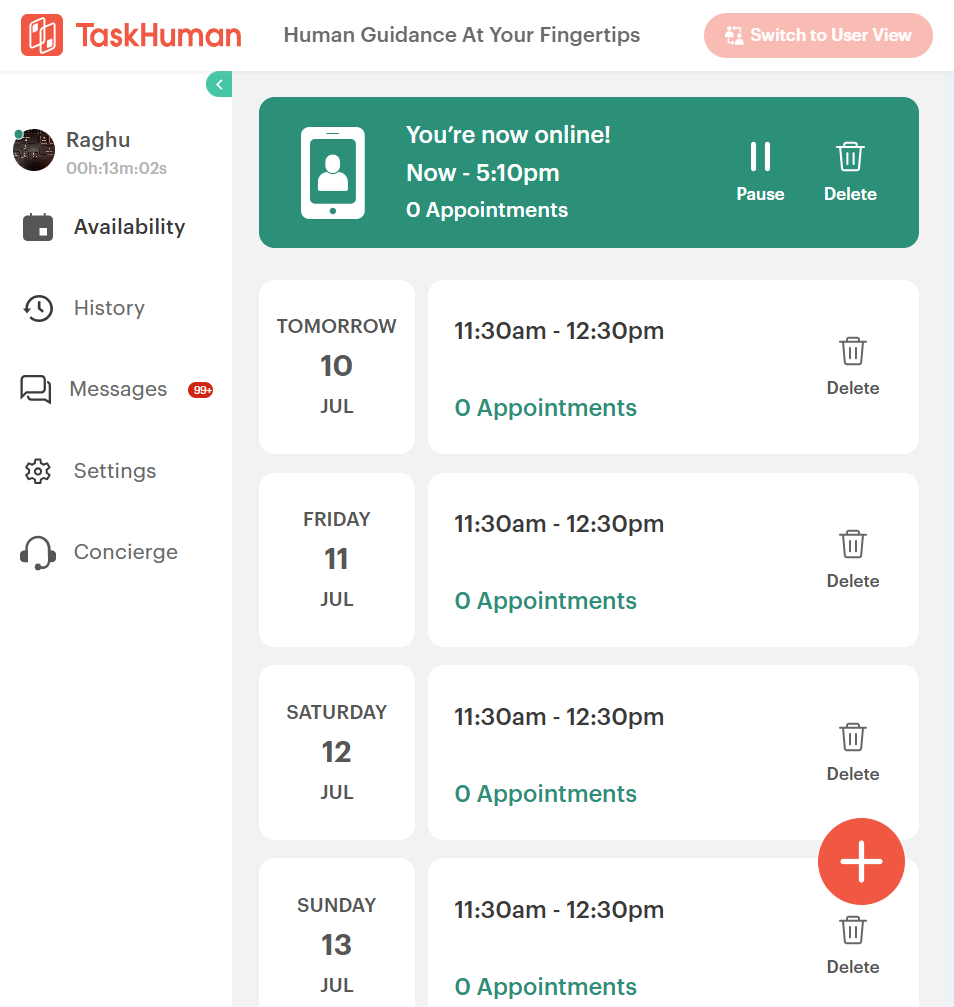 TaskHuman
Human Guidance At Your Fingertips
Switch to User View
Raghu
00h:13m:02s
Availability
History
Messages
99+
Settings
Concierge
You’re now online!
Now - 5:10pm
0 Appointments
Pause
Delete
TOMORROW
10
JUL
11:30am - 12:30pm
0 Appointments
Delete
FRIDAY
11
JUL
11:30am - 12:30pm
0 Appointments
Delete
SATURDAY
12
JUL
11:30am - 12:30pm
0 Appointments
Delete
SUNDAY
13
JUL
11:30am - 12:30pm
0 Appointments
Delete